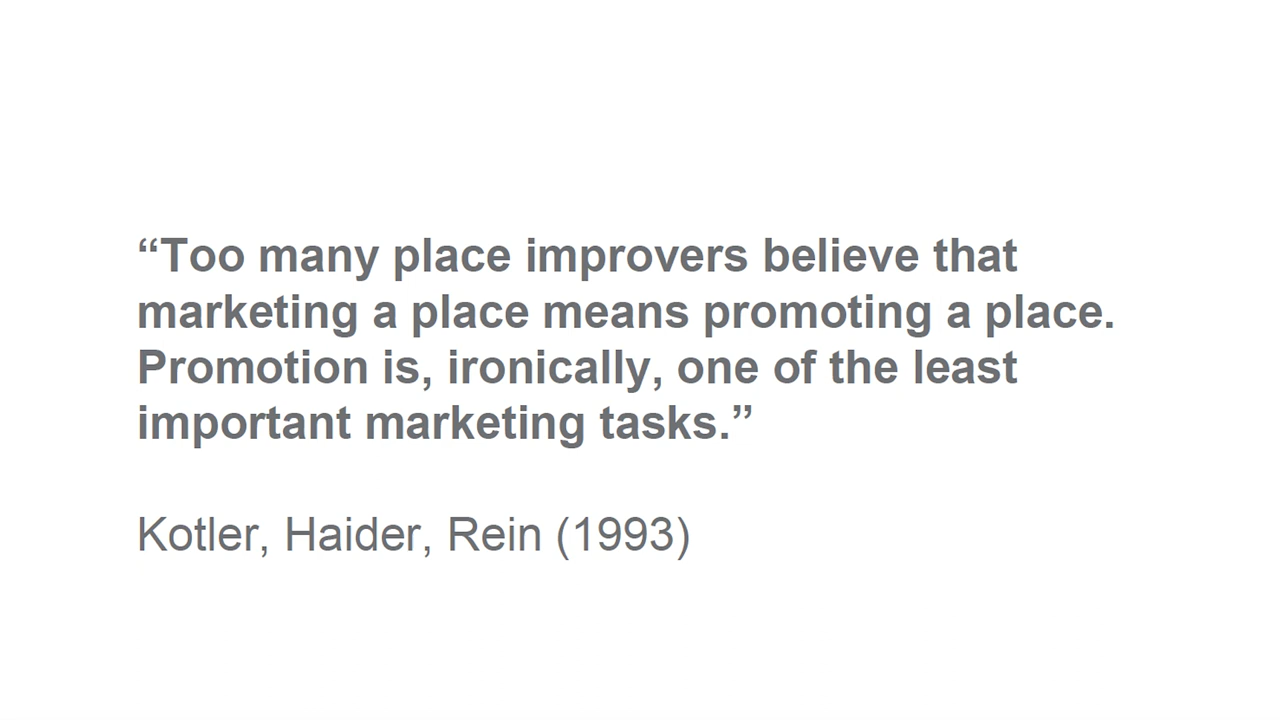 “Too many place improvers believe that
marketing a place means promoting a place.
Promotion is, ironically, one of the least
important marketing tasks.”
Kotler, Haider, Rein (1993)